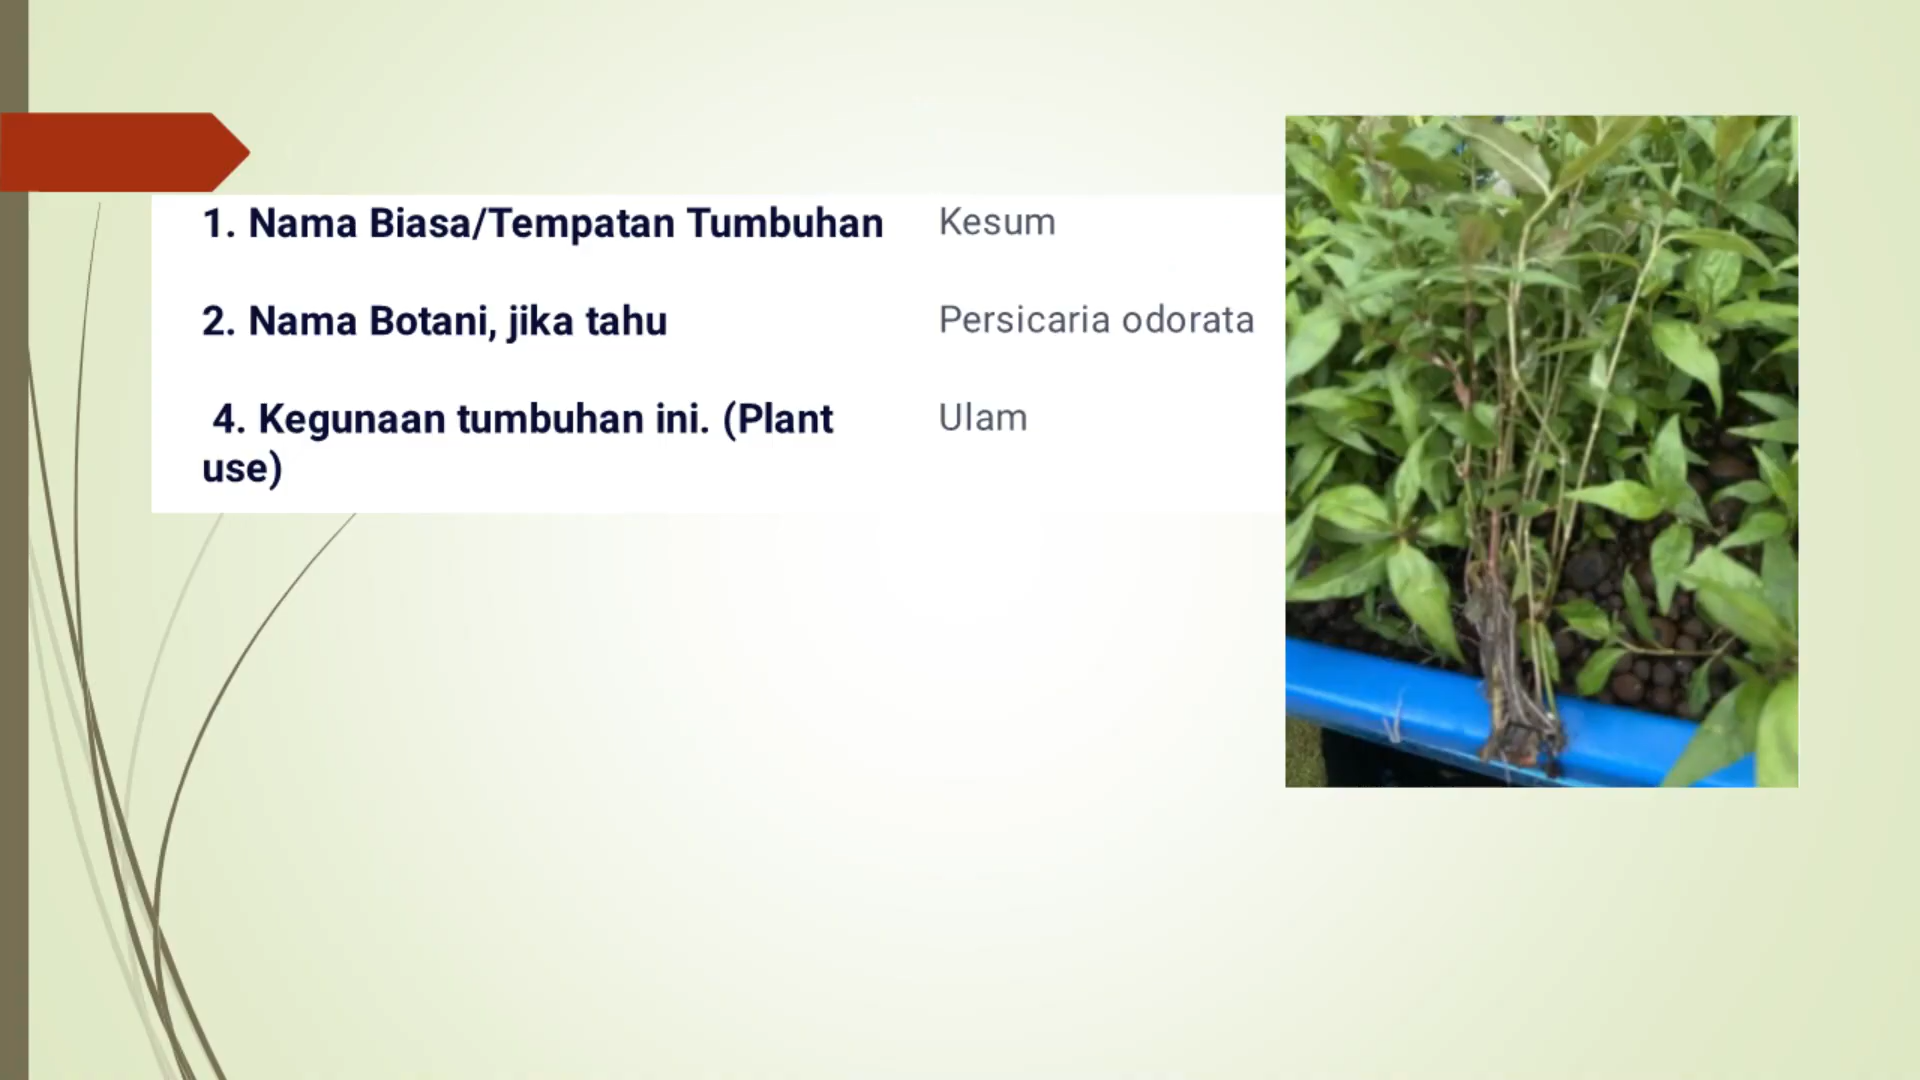 1. Nama Biasa/Tempatan Tumbuhan Kesum
2. Nama Botani, jika tahu Persicaria odorata
4. Kegunaan tumbuhan ini. (Plant Ulam
use)